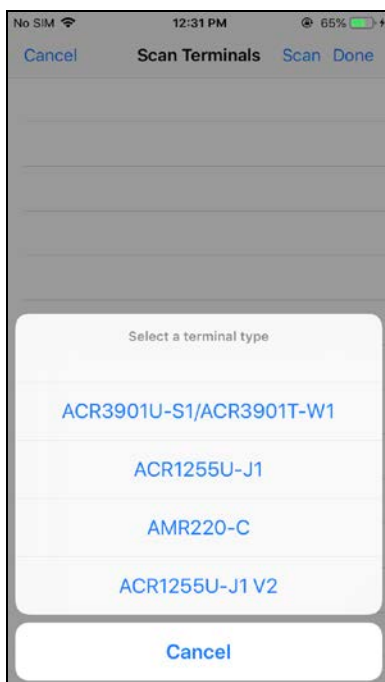 No SIM 12:31 PM 65%
Cancel Scan Terminals Scan Done
Select a terminal type
ACR3901U-S1/ACR3901T-W1
ACR1255U-J1
AMR220-C
ACR1255U-J1 V2
Cancel